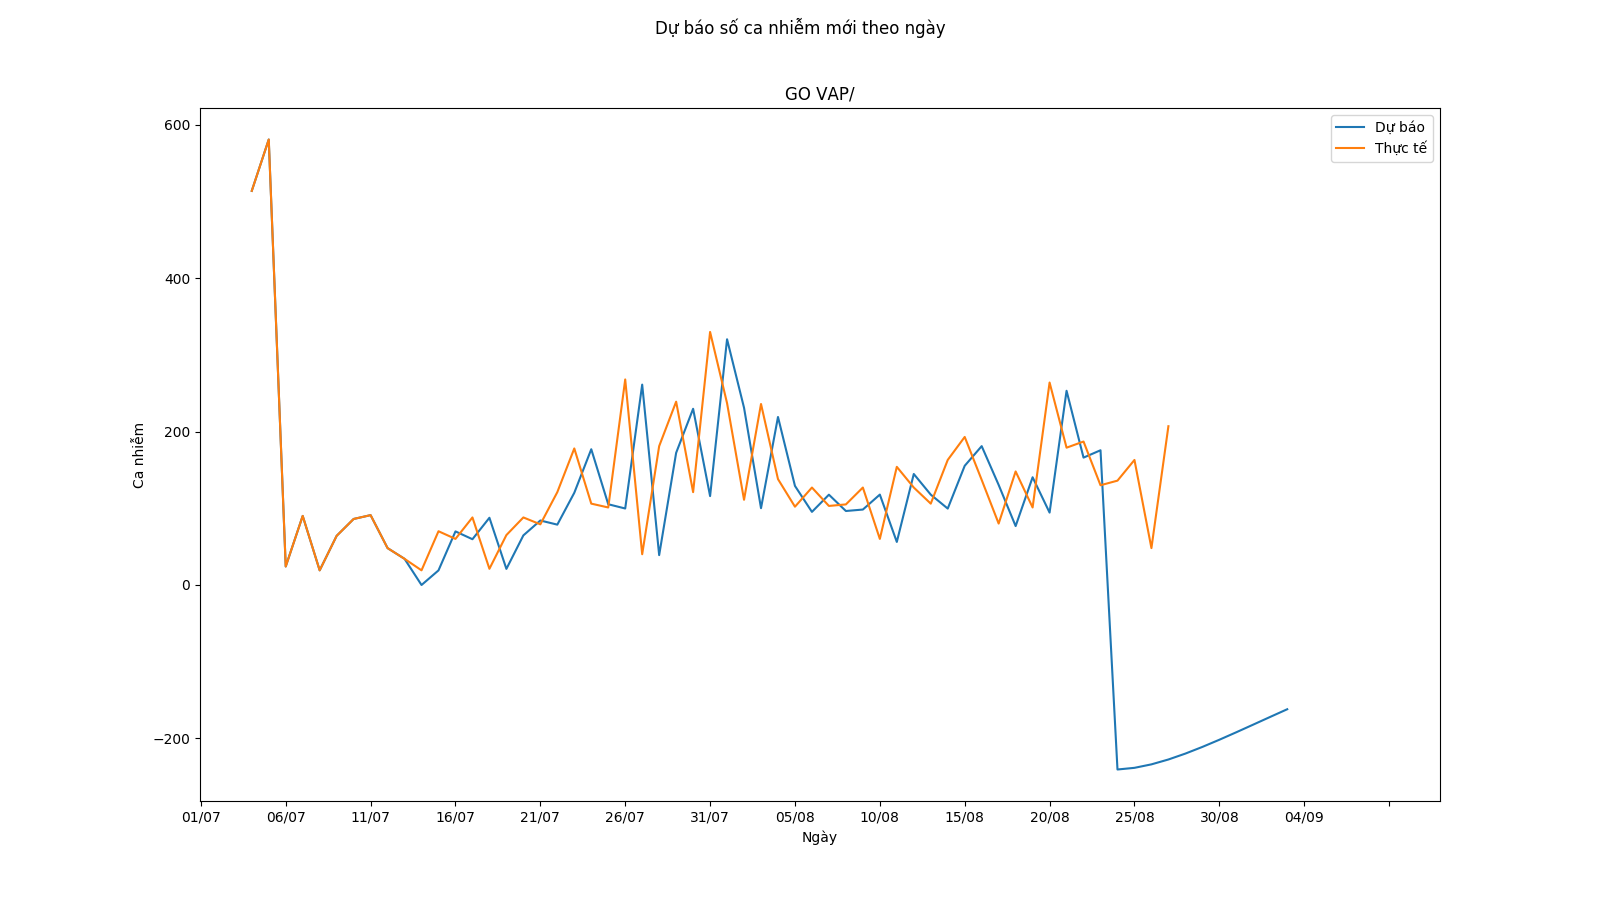 Dự báo số ca nhiễm mới theo ngày
GO VAP/
Dự báo
Thực tế
600
400
200
0
−200
Ca nhiễm
01/07 06/07 11/07 16/07 21/07 26/07 31/07 05/08 10/08 15/08 20/08 25/08 30/08 04/09
Ngày